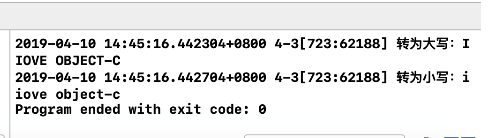 2019-04-10 14:45:16.442304+0800 4-3[723:62188] 转为大写：I
IOVE OBJECT-C
2019-04-10 14:45:16.442704+0800 4-3[723:62188] 转为小写：i
iove object-c
Program ended with exit code: 0